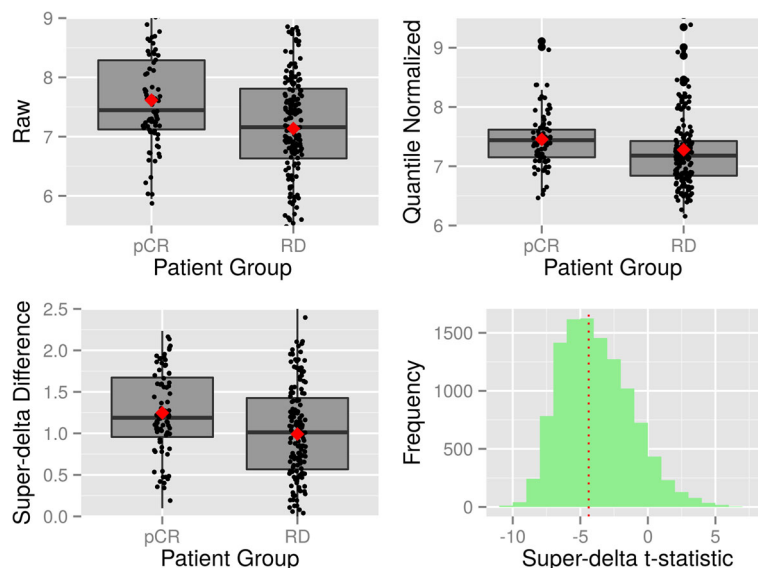 Raw
9
8
7
6
pCR
RD
Patient Group
Quantile Normalized
9
8
7
6
pCR
RD
Patient Group
Super-delta Difference
2.5
2.0
1.5
1.0
0.5
0.0
pCR
RD
Patient Group
Frequency
1500
1000
500
0
-10 -5 0 5
Super-delta t-statistic